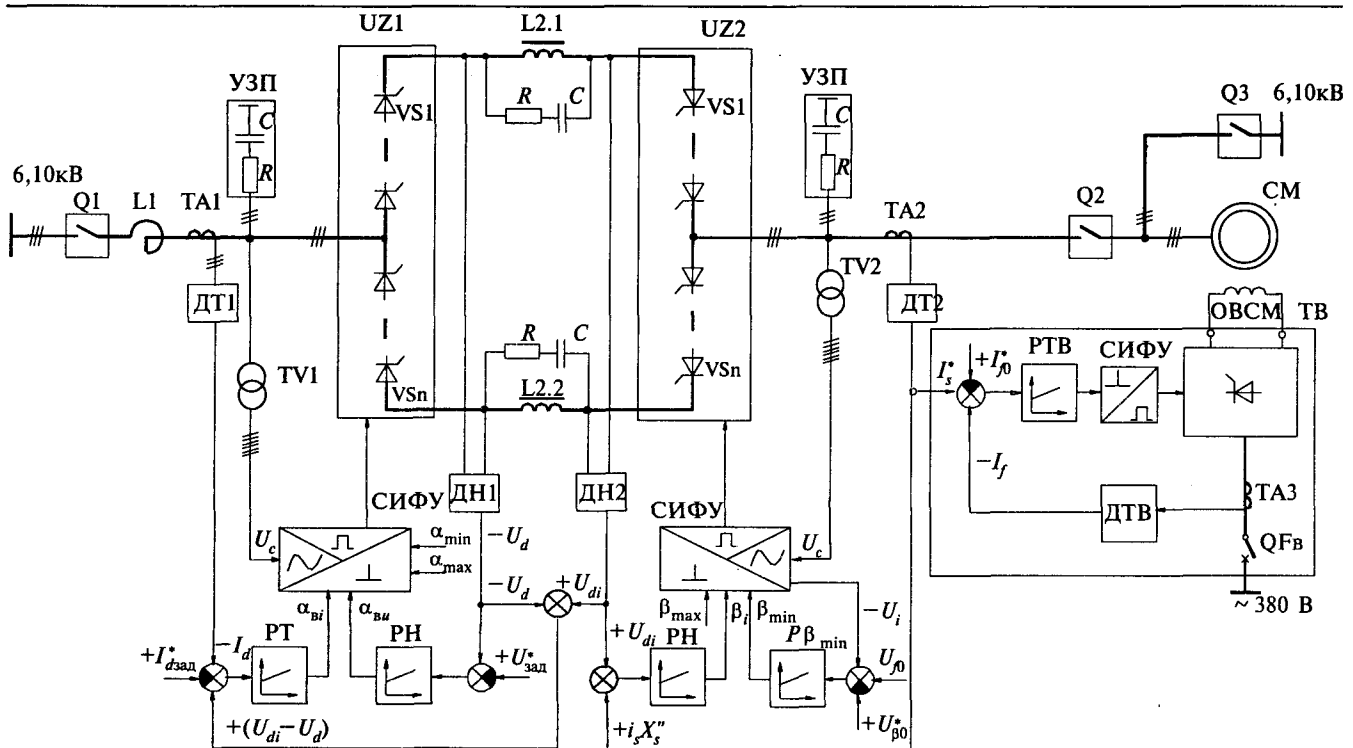 UZ1
L2.1
UZ2
УЗП
C
R
VS1
R
C
VS1
УЗП
C
R
Q3
6,10кВ
6,10кВ
Q1
L1
TA1
TA2
Q2
СМ
ДТ1
TV1
TV2
ДТ2
R
C
VSn
L2.2
VSn
ОВСМ
ТВ
I*s
+I*f0
РТВ
СИФУ
−If
ДТВ
TA3
QFв
~ 380 В
СИФУ
ДН1
ДН2
СИФУ
Uc
αmin
αmax
−Ud
−Ud
+Udi
Uc
αвi
αвu
βmax
βi
βmin
−Ui
+I*dзад
−Id
РТ
РН
+U*зад
+Udi
РН
Рβmin
Uf0
+(Udi−Ud)
+isX″s
+U*β0